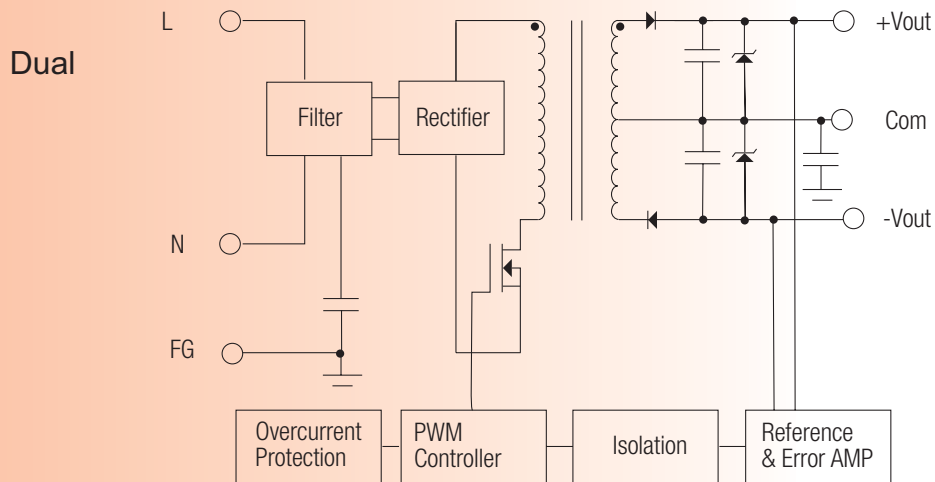 Dual
L
+Vout
Filter
Rectifier
Com
-Vout
N
FG
Overcurrent
Protection
PWM
Controller
Isolation
Reference
& Error AMP